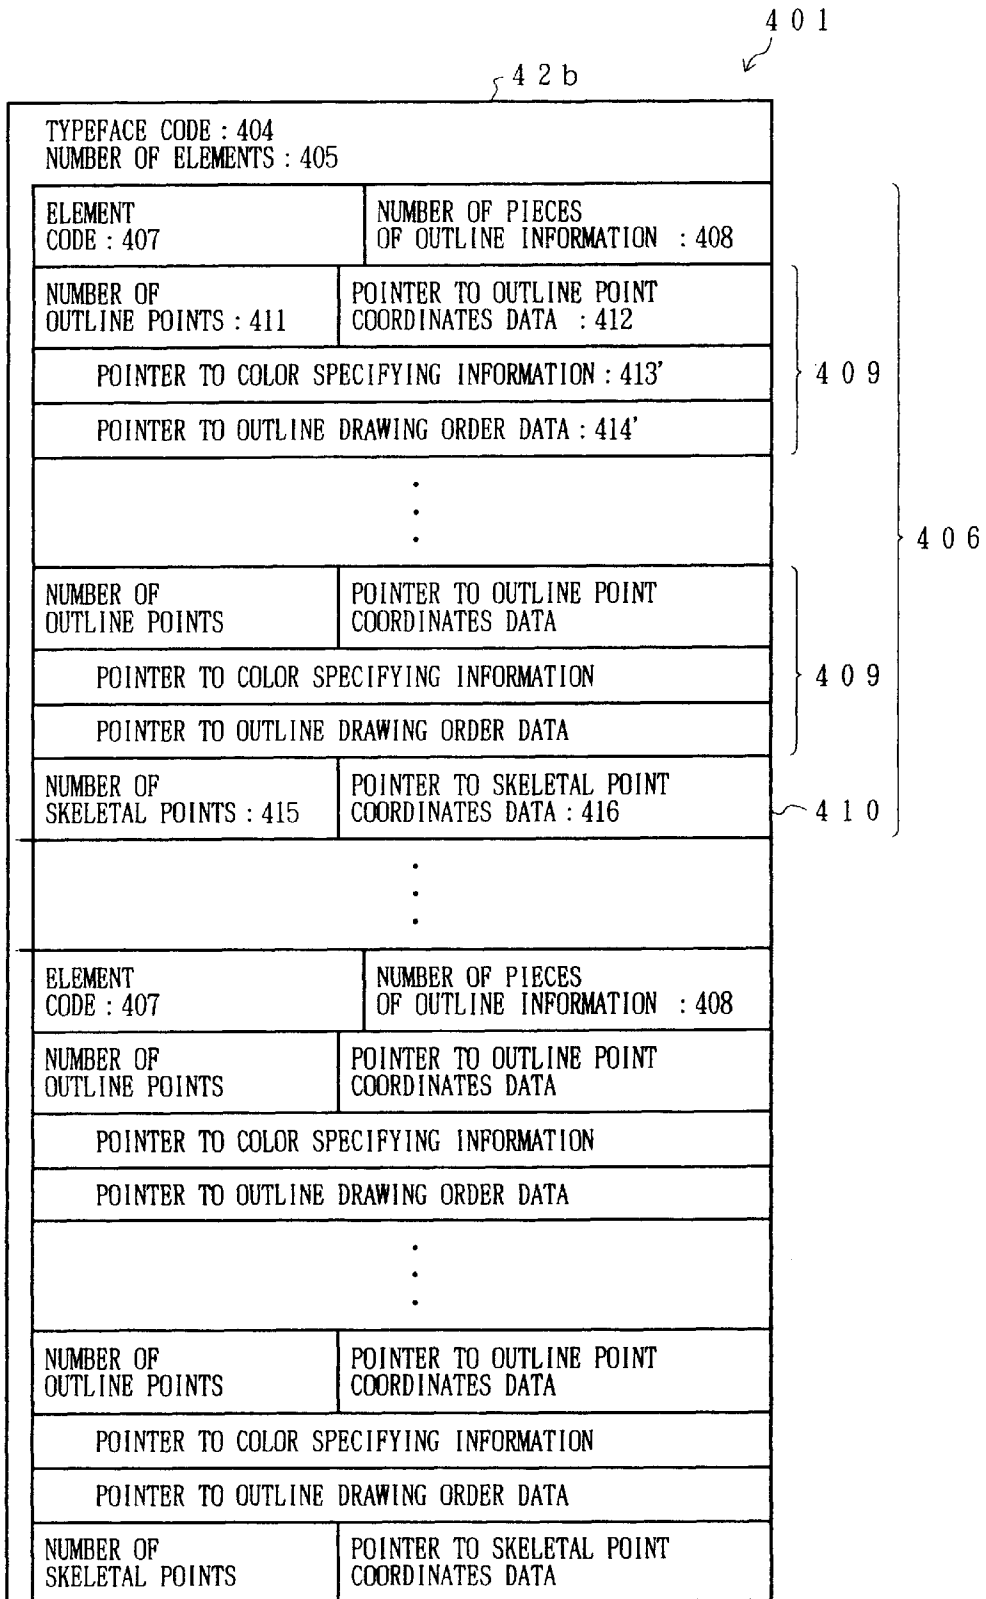 401
42b
TYPEFACE CODE : 404
NUMBER OF ELEMENTS : 405
ELEMENT
CODE : 407
NUMBER OF PIECES
OF OUTLINE INFORMATION : 408
NUMBER OF
OUTLINE POINTS : 411
POINTER TO OUTLINE POINT
COORDINATES DATA : 412
POINTER TO COLOR SPECIFYING INFORMATION : 413'
POINTER TO OUTLINE DRAWING ORDER DATA : 414'
409
406
NUMBER OF
OUTLINE POINTS
POINTER TO OUTLINE POINT
COORDINATES DATA
POINTER TO COLOR SPECIFYING INFORMATION
POINTER TO OUTLINE DRAWING ORDER DATA
409
NUMBER OF
SKELETAL POINTS : 415
POINTER TO SKELETAL POINT
COORDINATES DATA : 416
410
ELEMENT
CODE : 407
NUMBER OF PIECES
OF OUTLINE INFORMATION : 408
NUMBER OF
OUTLINE POINTS
POINTER TO OUTLINE POINT
COORDINATES DATA
POINTER TO COLOR SPECIFYING INFORMATION
POINTER TO OUTLINE DRAWING ORDER DATA
NUMBER OF
OUTLINE POINTS
POINTER TO OUTLINE POINT
COORDINATES DATA
POINTER TO COLOR SPECIFYING INFORMATION
POINTER TO OUTLINE DRAWING ORDER DATA
NUMBER OF
SKELETAL POINTS
POINTER TO SKELETAL POINT
COORDINATES DATA